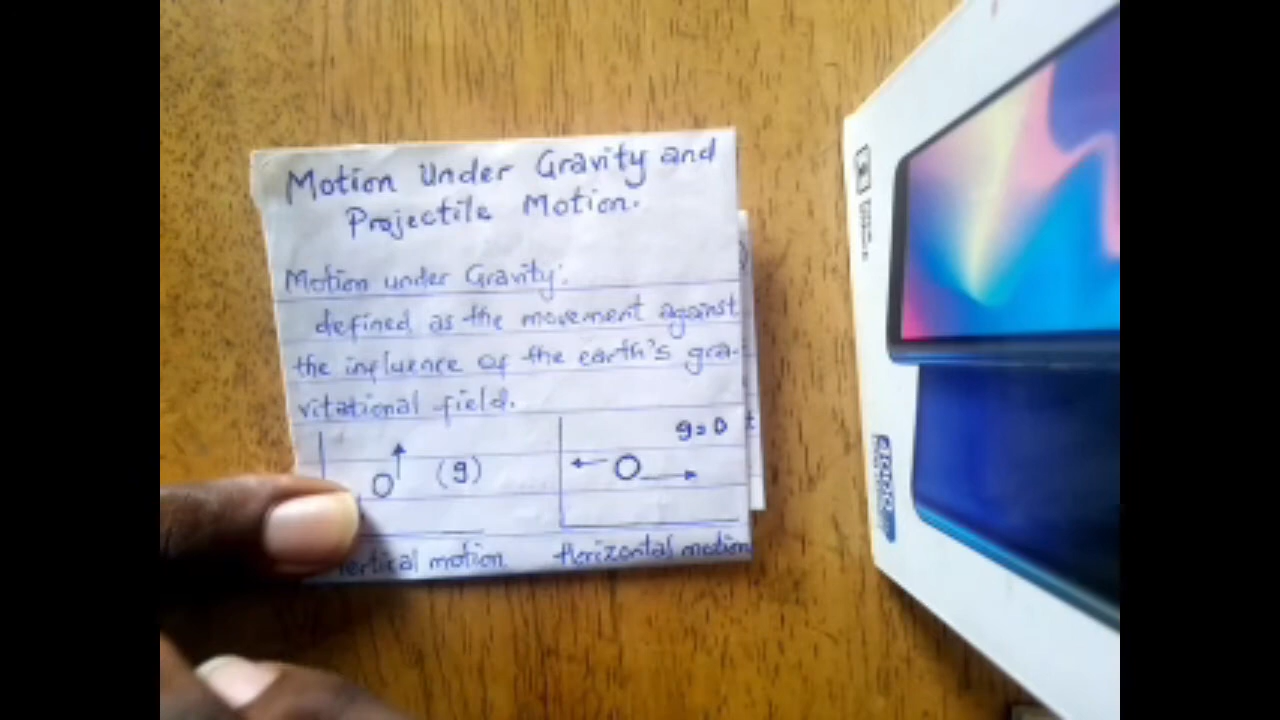 Motion Under Gravity and
Projectile Motion.
Motion under Gravity:
defined as the movement against
the influence of the earth's gra-
vitational field.
(g)
g=0
vertical motion
Horizontal motion